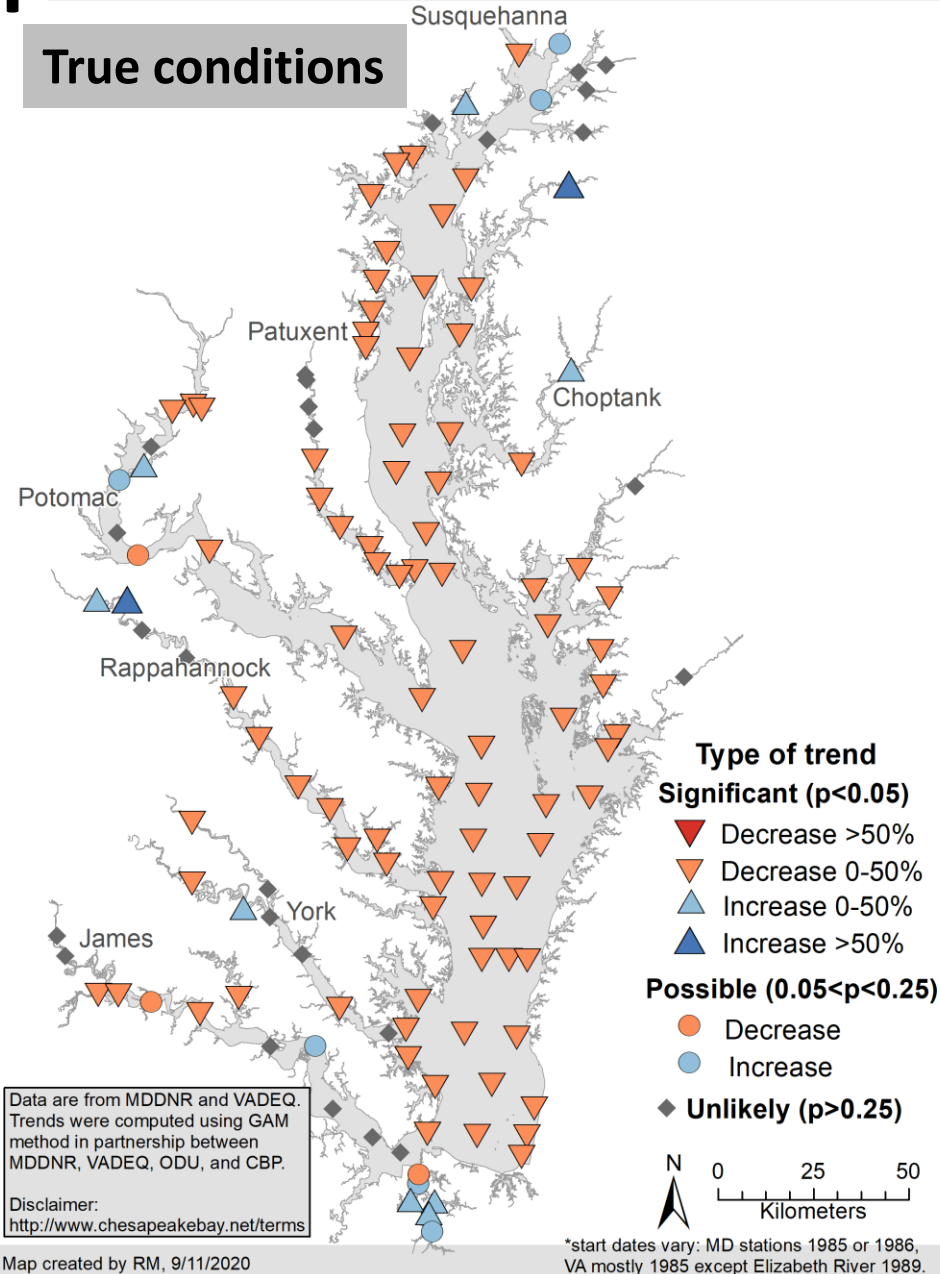 Susquehanna
True conditions
Patuxent
Choptank
Potomac
Rappahannock
York
James
Type of trend
Significant (p<0.05)
Decrease >50%
Decrease 0-50%
Increase 0-50%
Increase >50%
Possible (0.05<p<0.25)
Decrease
Increase
Unlikely (p>0.25)
Data are from MDDNR and VADEQ.
Trends were computed using GAM
method in partnership between
MDDNR, VADEQ, ODU, and CBP.
Disclaimer:
http://www.chesapeakebay.net/terms
N
0 25 50
Kilometers
*start dates vary: MD stations 1985 or 1986,
VA mostly 1985 except Elizabeth River 1989.
Map created by RM, 9/11/2020